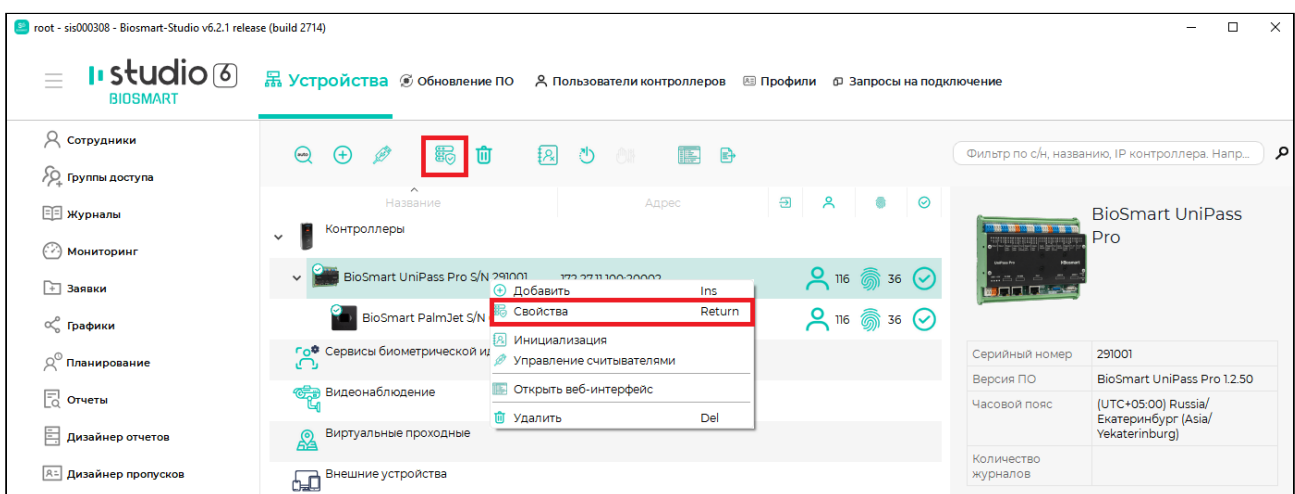 root - sis000308 - Biosmart-Studio v6.2.1 release (build 2714)
studio 6
BIOSMART
Устройства
Обновление ПО
Пользователи контроллеров
Профили
Запросы на подключение
Сотрудники
Группы доступа
Журналы
Мониторинг
Заявки
Графики
Планирование
Отчеты
Дизайнер отчетов
Дизайнер пропусков
Фильтр по с/н, названию, IP контроллера. Напр...
Название
Адрес
Контроллеры
BioSmart UniPass Pro S/N 291001 172.27.11.100:20002
116
36
BioSmart PalmJet S/N
116
36
Сервисы биометрической
Видеонаблюдение
Виртуальные проходные
Внешние устройства
Добавить Ins
Свойства Return
Инициализация
Управление считывателями
Открыть веб-интерфейс
Удалить Del
BioSmart UniPass
Pro
Серийный номер 291001
Версия ПО BioSmart UniPass Pro 1.2.50
Часовой пояс (UTC+05:00) Russia/
Екатеринбург (Asia/
Yekaterinburg)
Количество
журналов